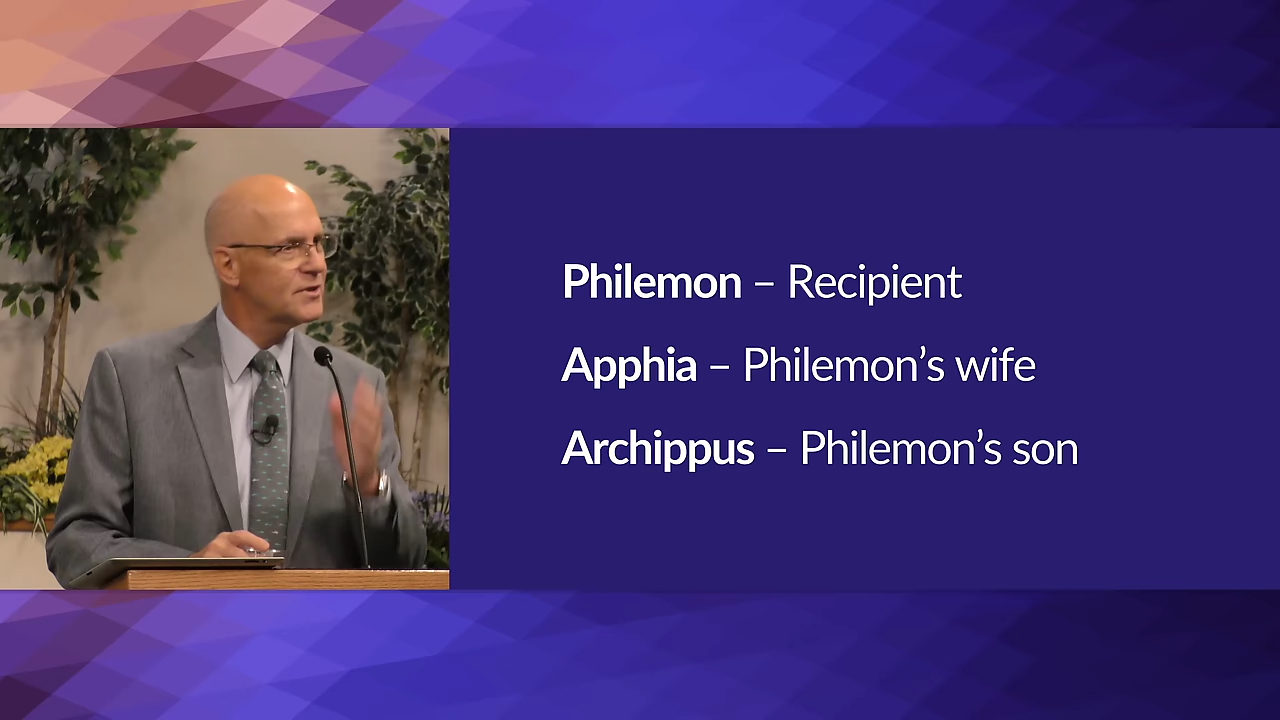 Philemon – Recipient
Apphia – Philemon’s wife
Archippus – Philemon’s son